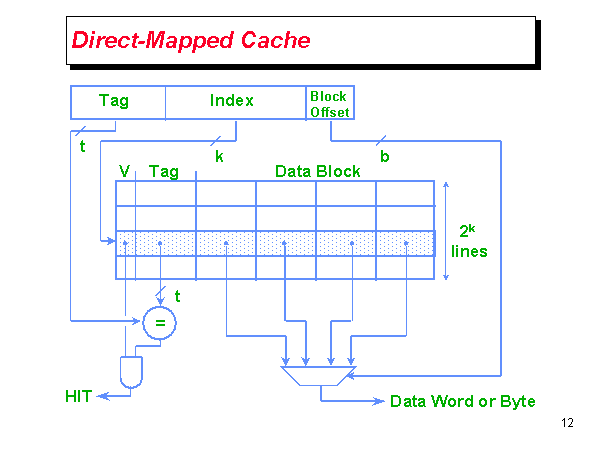 Direct-Mapped Cache
Tag Index Block
Offset
t k b
V Tag Data Block
2ᵏ
lines
t
=
HIT
Data Word or Byte
12